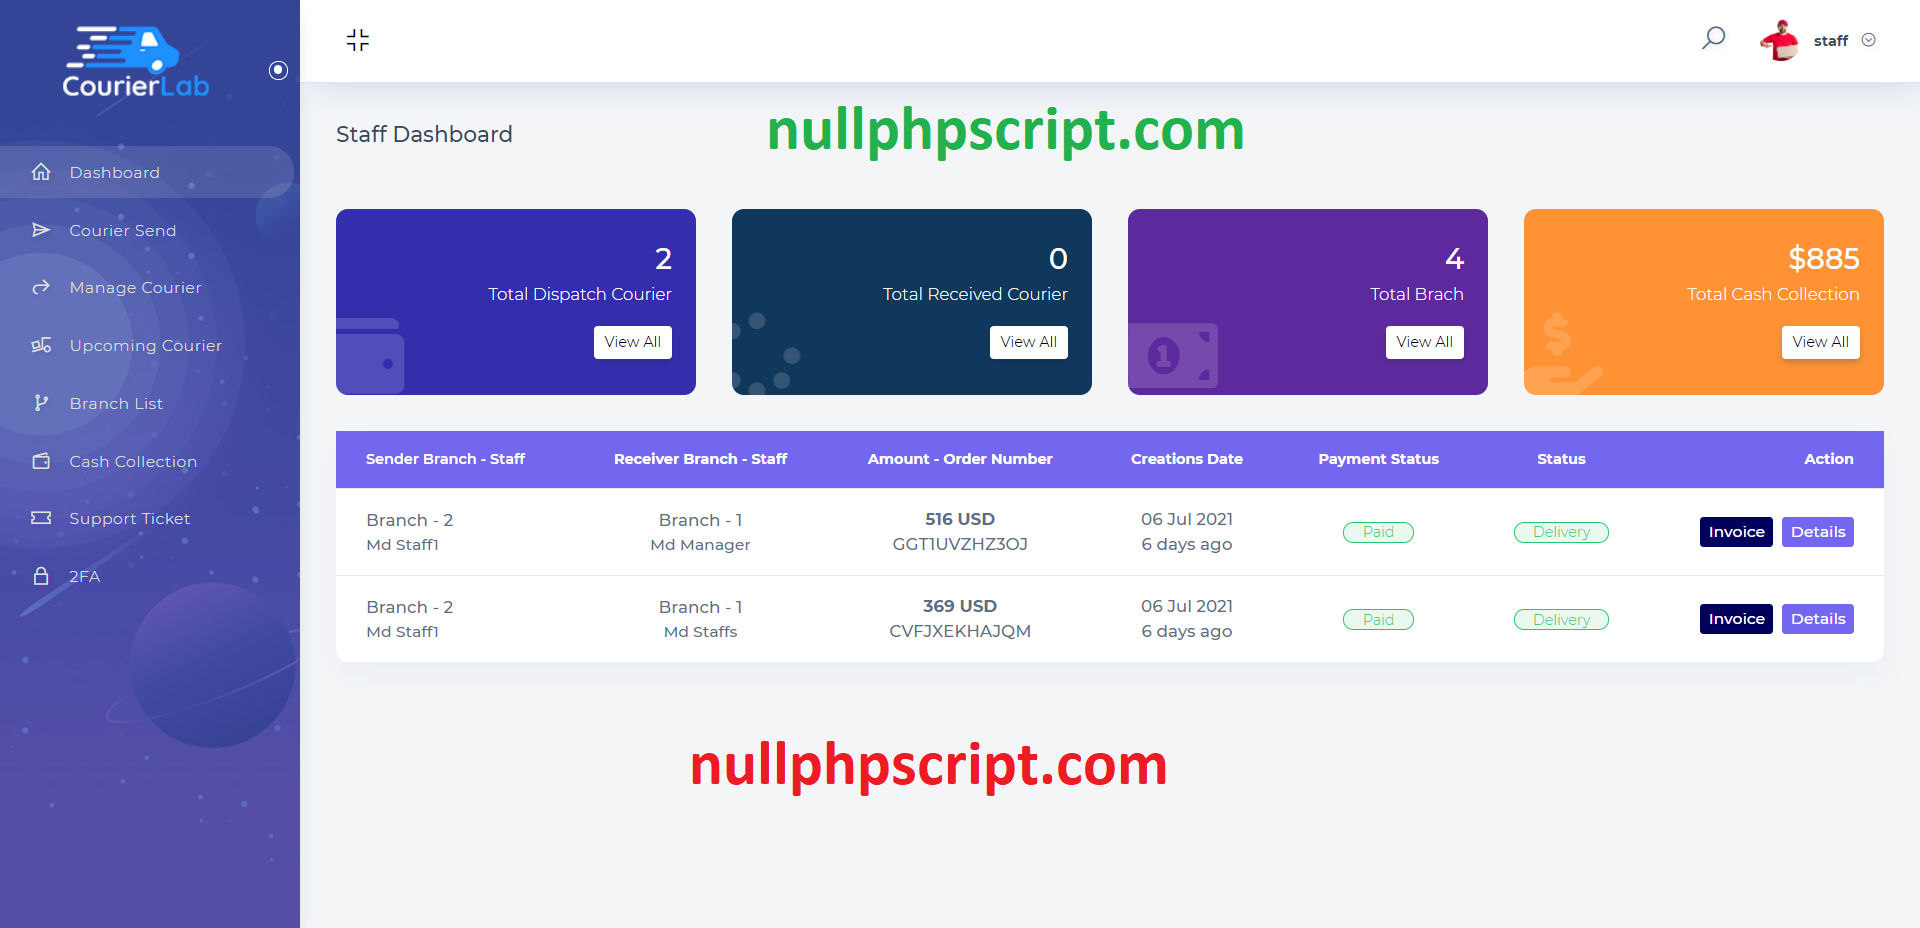 CourierLab
staff
nullphpscript.com
Staff Dashboard
Dashboard
Courier Send
Manage Courier
Upcoming Courier
Branch List
Cash Collection
Support Ticket
2FA
2
Total Dispatch Courier
View All
0
Total Received Courier
View All
4
Total Brach
View All
$885
Total Cash Collection
View All
Sender Branch - Staff Receiver Branch - Staff Amount - Order Number Creations Date Payment Status Status Action
Branch - 2 Branch - 1 516 USD 06 Jul 2021 Paid Delivery Invoice Details
Md Staff1 Md Manager GGT1UVZHZ3OJ 6 days ago
Branch - 2 Branch - 1 369 USD 06 Jul 2021 Paid Delivery Invoice Details
Md Staff1 Md Staffs CVFJXEKHAJQM 6 days ago
nullphpscript.com